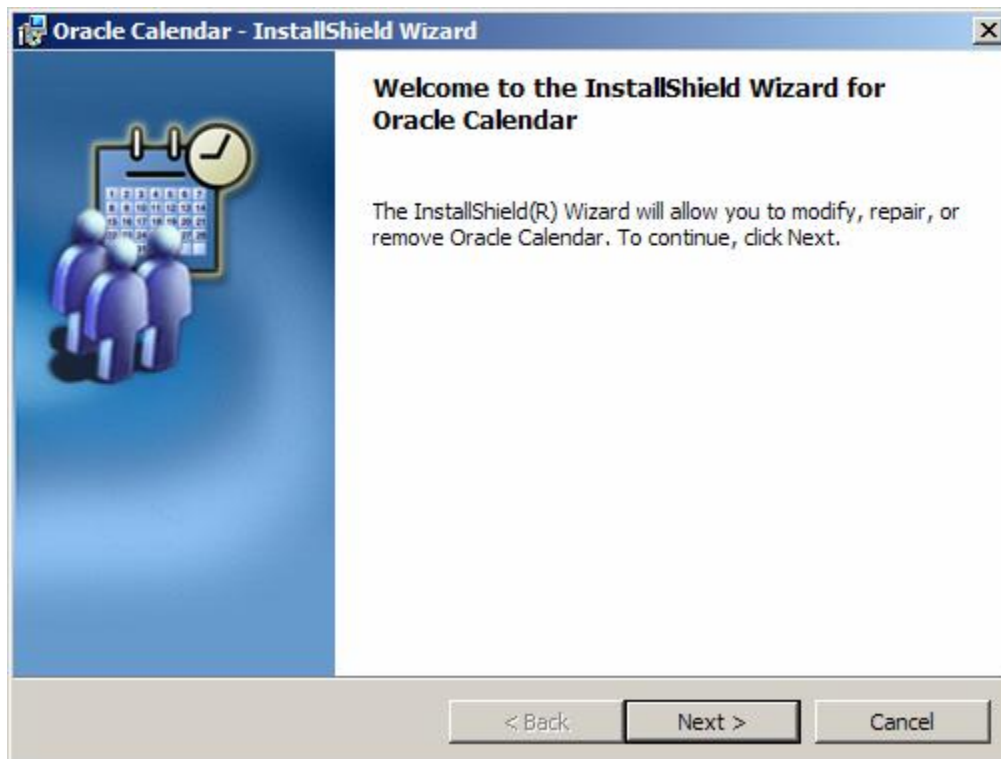 Oracle Calendar - InstallShield Wizard
Welcome to the InstallShield Wizard for
Oracle Calendar
The InstallShield(R) Wizard will allow you to modify, repair, or
remove Oracle Calendar. To continue, click Next.
< Back
Next >
Cancel